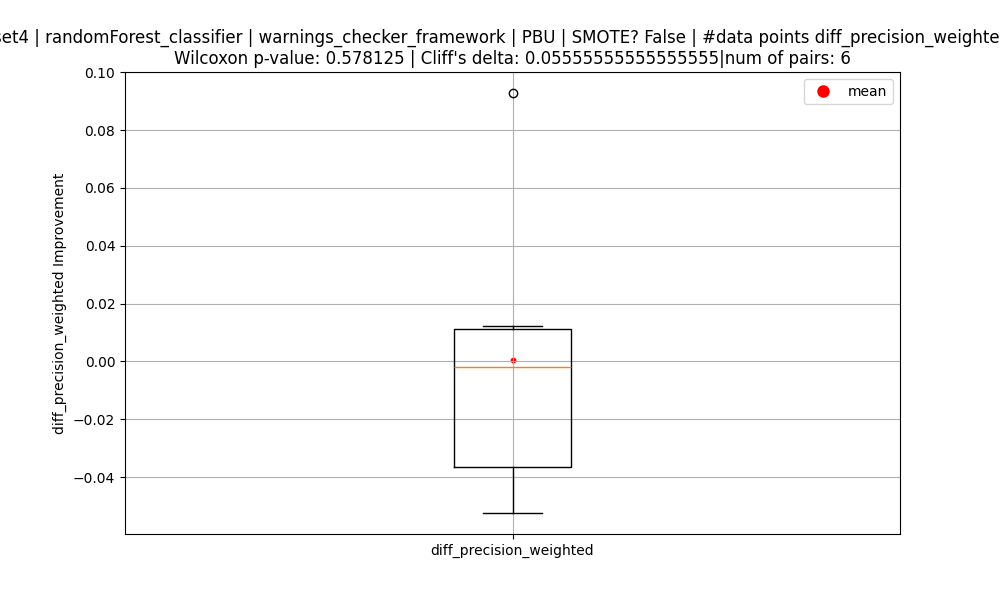 set4 | randomForest_classifier | warnings_checker_framework | PBU | SMOTE? False | #data points diff_precision_weighte
Wilcoxon p-value: 0.578125 | Cliff's delta: 0.05555555555555555|num of pairs: 6
mean
0.10
0.08
0.06
0.04
0.02
0.00
−0.02
−0.04
diff_precision_weighted Improvement
diff_precision_weighted